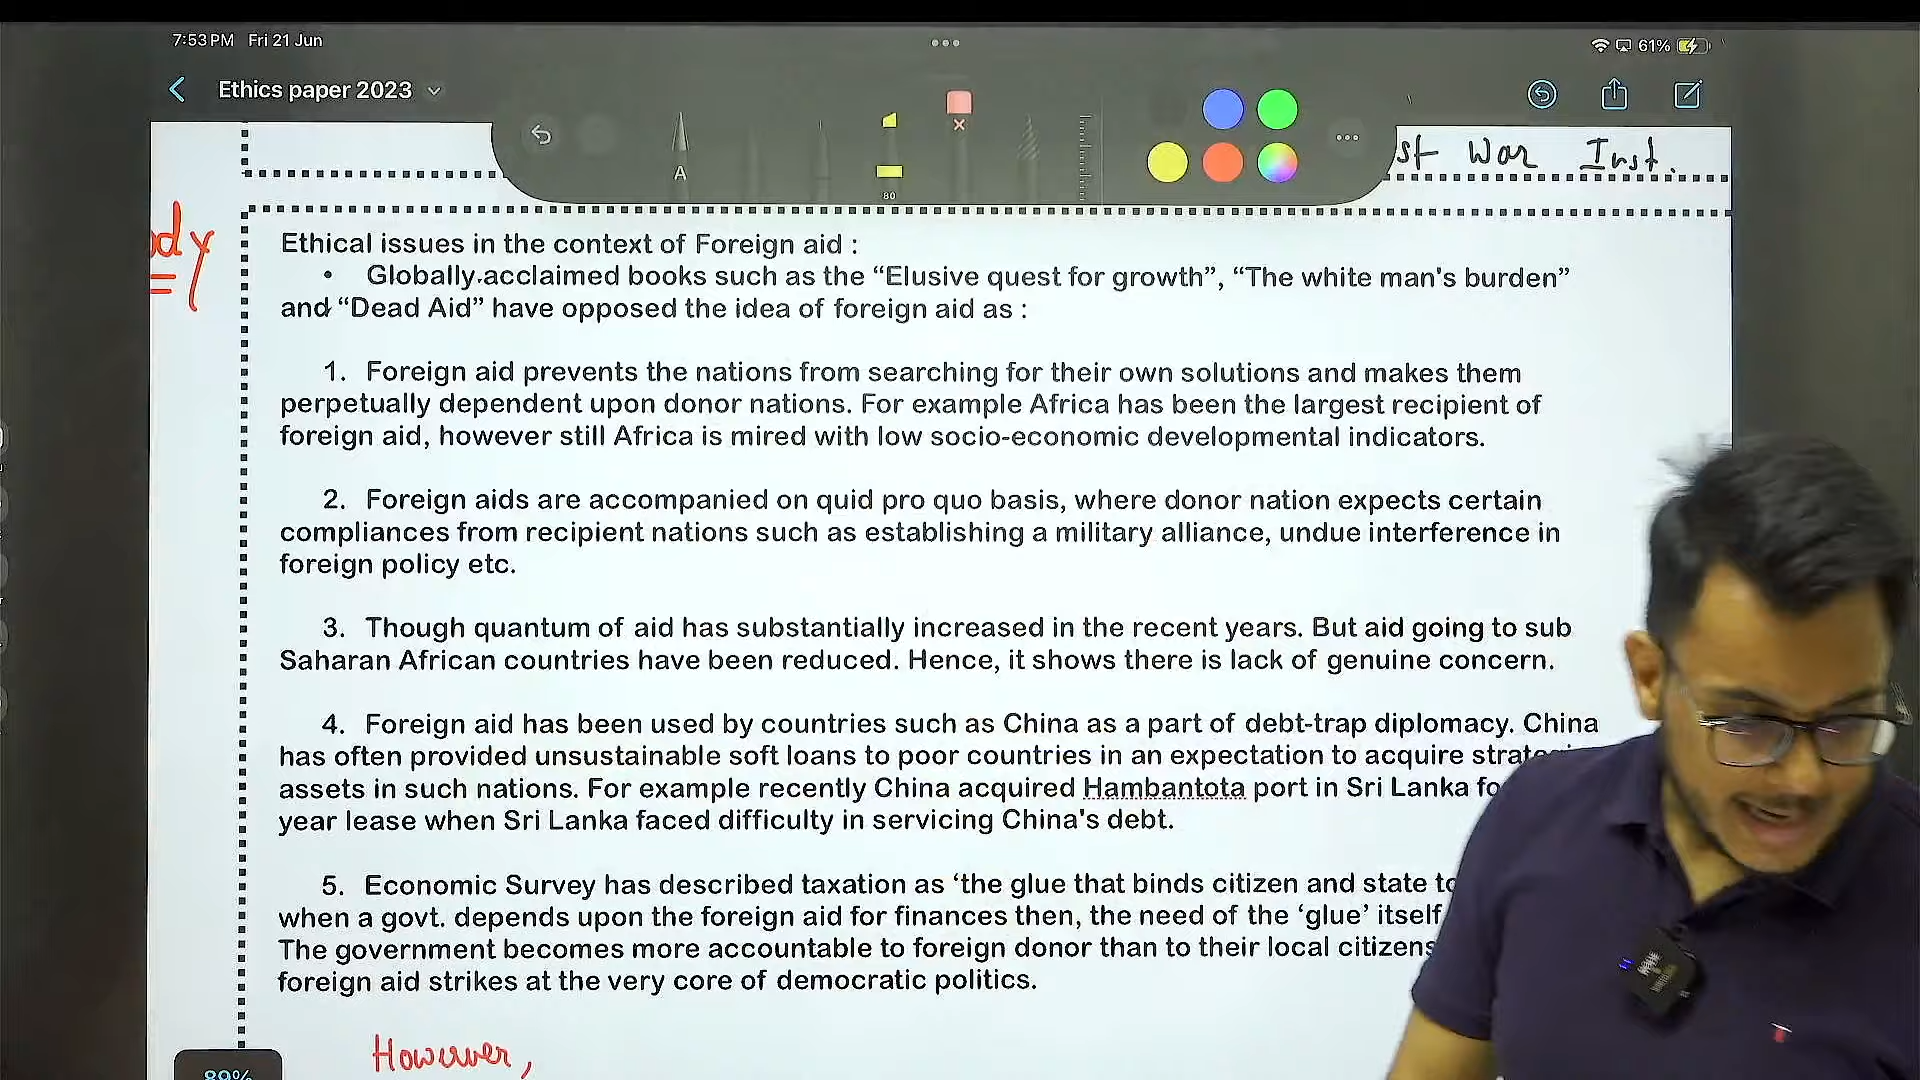 7:53 PM Fri 21 Jun
61%
Ethics paper 2023
A
80
st War Inst.
ody
Ethical issues in the context of Foreign aid :
• Globally acclaimed books such as the “Elusive quest for growth”, “The white man's burden”
and “Dead Aid” have opposed the idea of foreign aid as :
1. Foreign aid prevents the nations from searching for their own solutions and makes them
perpetually dependent upon donor nations. For example Africa has been the largest recipient of
foreign aid, however still Africa is mired with low socio-economic developmental indicators.
2. Foreign aids are accompanied on quid pro quo basis, where donor nation expects certain
compliances from recipient nations such as establishing a military alliance, undue interference in
foreign policy etc.
3. Though quantum of aid has substantially increased in the recent years. But aid going to sub
Saharan African countries have been reduced. Hence, it shows there is lack of genuine concern.
4. Foreign aid has been used by countries such as China as a part of debt-trap diplomacy. China
has often provided unsustainable soft loans to poor countries in an expectation to acquire
assets in such nations. For example recently China acquired Hambantota port in Sri Lanka
year lease when Sri Lanka faced difficulty in servicing China's debt.
5. Economic Survey has described taxation as ‘the glue that binds citizen and state
when a govt. depends upon the foreign aid for finances then, the need of the ‘glue’ itself
The government becomes more accountable to foreign donor than to their local citizens
foreign aid strikes at the very core of democratic politics.
However,
89%